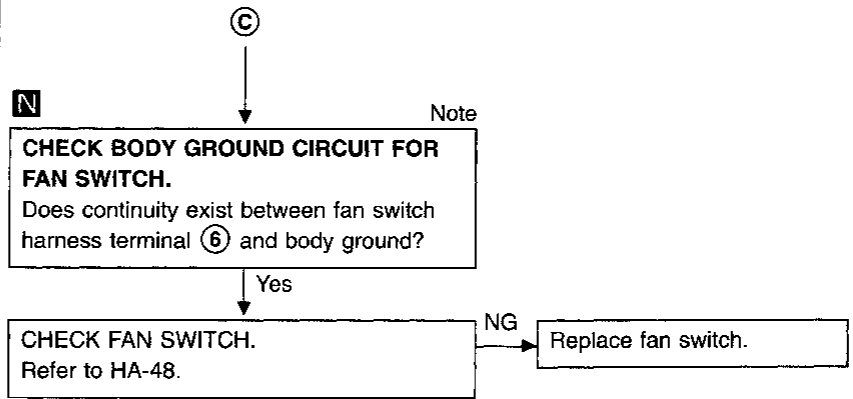 C
N
Note
CHECK BODY GROUND CIRCUIT FOR
FAN SWITCH.
Does continuity exist between fan switch
harness terminal ⑥ and body ground?
Yes
CHECK FAN SWITCH.
Refer to HA-48.
NG
Replace fan switch.